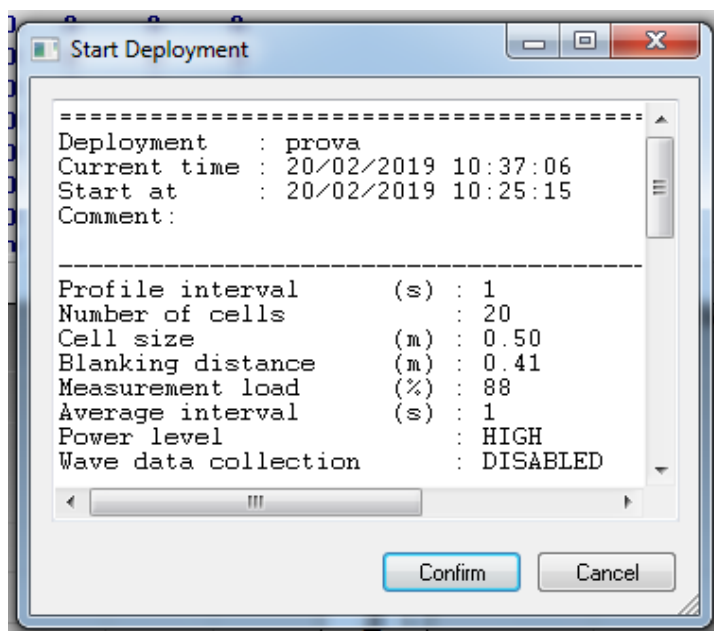 Start Deployment
========================================
Deployment : prova
Current time : 20/02/2019 10:37:06
Start at : 20/02/2019 10:25:15
Comment:
----------------------------------------
Profile interval (s) : 1
Number of cells : 20
Cell size (m) : 0.50
Blanking distance (m) : 0.41
Measurement load (%) : 88
Average interval (s) : 1
Power level : HIGH
Wave data collection : DISABLED
Confirm Cancel